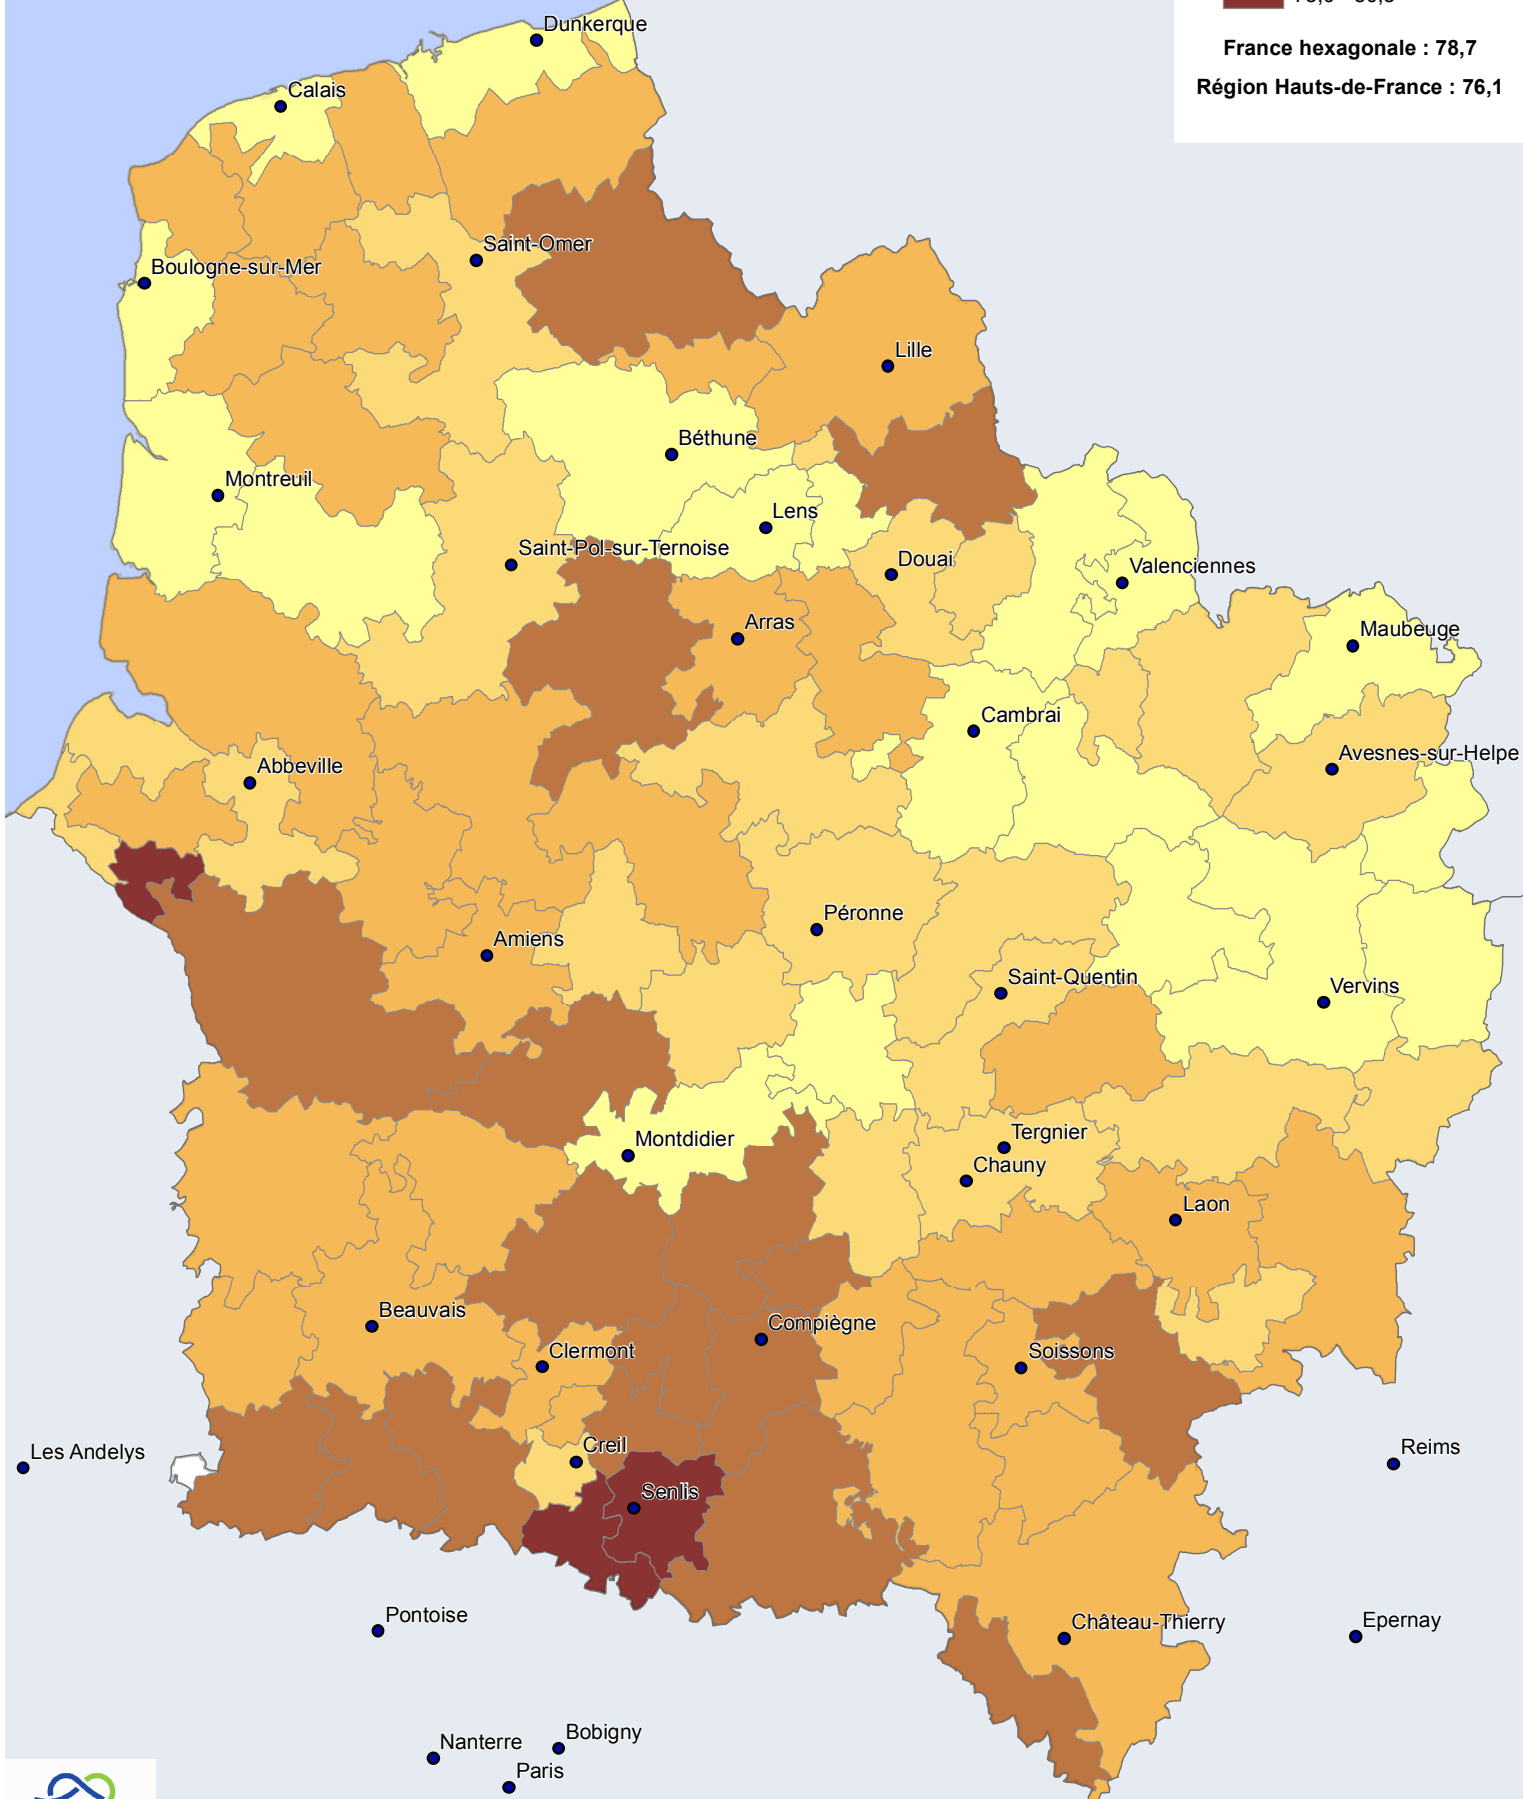 France hexagonale : 78,7
Région Hauts-de-France : 76,1
Dunkerque
Calais
Saint-Omer
Boulogne-sur-Mer
Lille
Béthune
Montreuil
Lens
Saint-Pol-sur-Ternoise
Douai
Valenciennes
Arras
Maubeuge
Cambrai
Avesnes-sur-Helpe
Abbeville
Péronne
Amiens
Saint-Quentin
Vervins
Tergnier
Montdidier
Chauny
Laon
Beauvais
Compiègne
Clermont
Soissons
Creil
Les Andelys
Reims
Senlis
Pontoise
Château-Thierry
Epernay
Bobigny
Nanterre
Paris